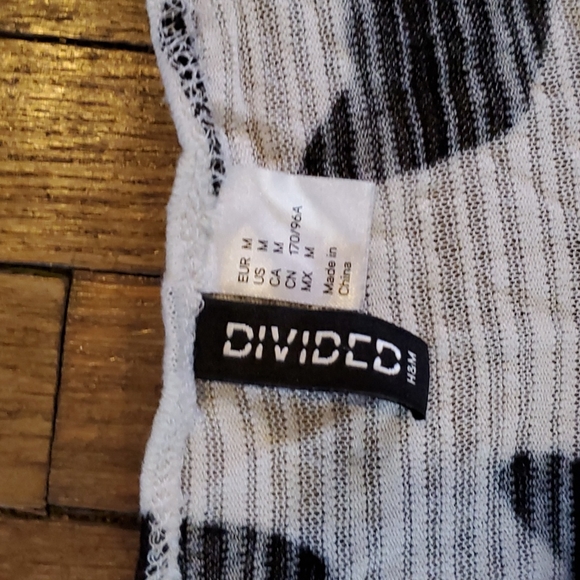 EUR M
US M
CA M
CN 170/96A
MX M
Made in
China
DIVIDED
H&M